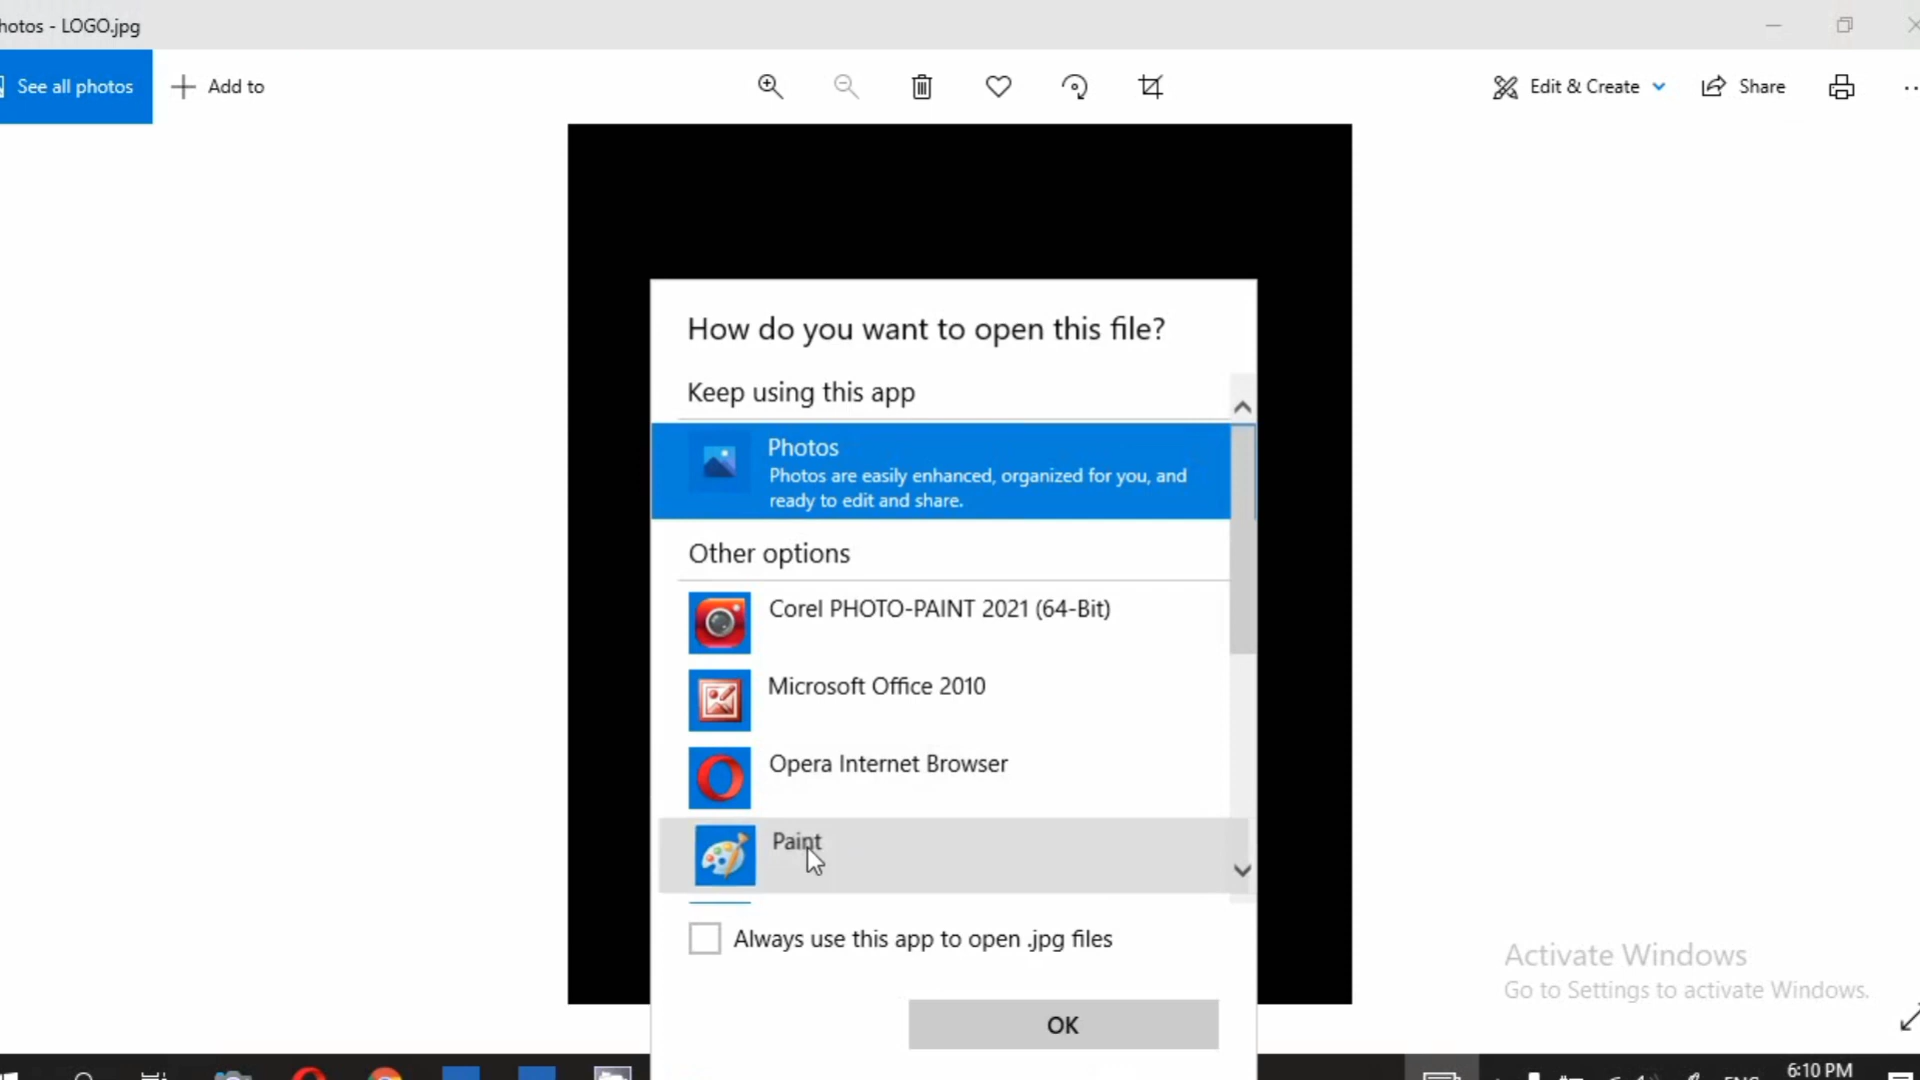 hotos - LOGO.jpg
See all photos
Add to
Edit & Create
Share
How do you want to open this file?
Keep using this app
Photos
Photos are easily enhanced, organized for you, and
ready to edit and share.
Other options
Corel PHOTO-PAINT 2021 (64-Bit)
Microsoft Office 2010
Opera Internet Browser
Paint
Always use this app to open .jpg files
OK
Activate Windows
Go to Settings to activate Windows.
6:10 PM
ENG